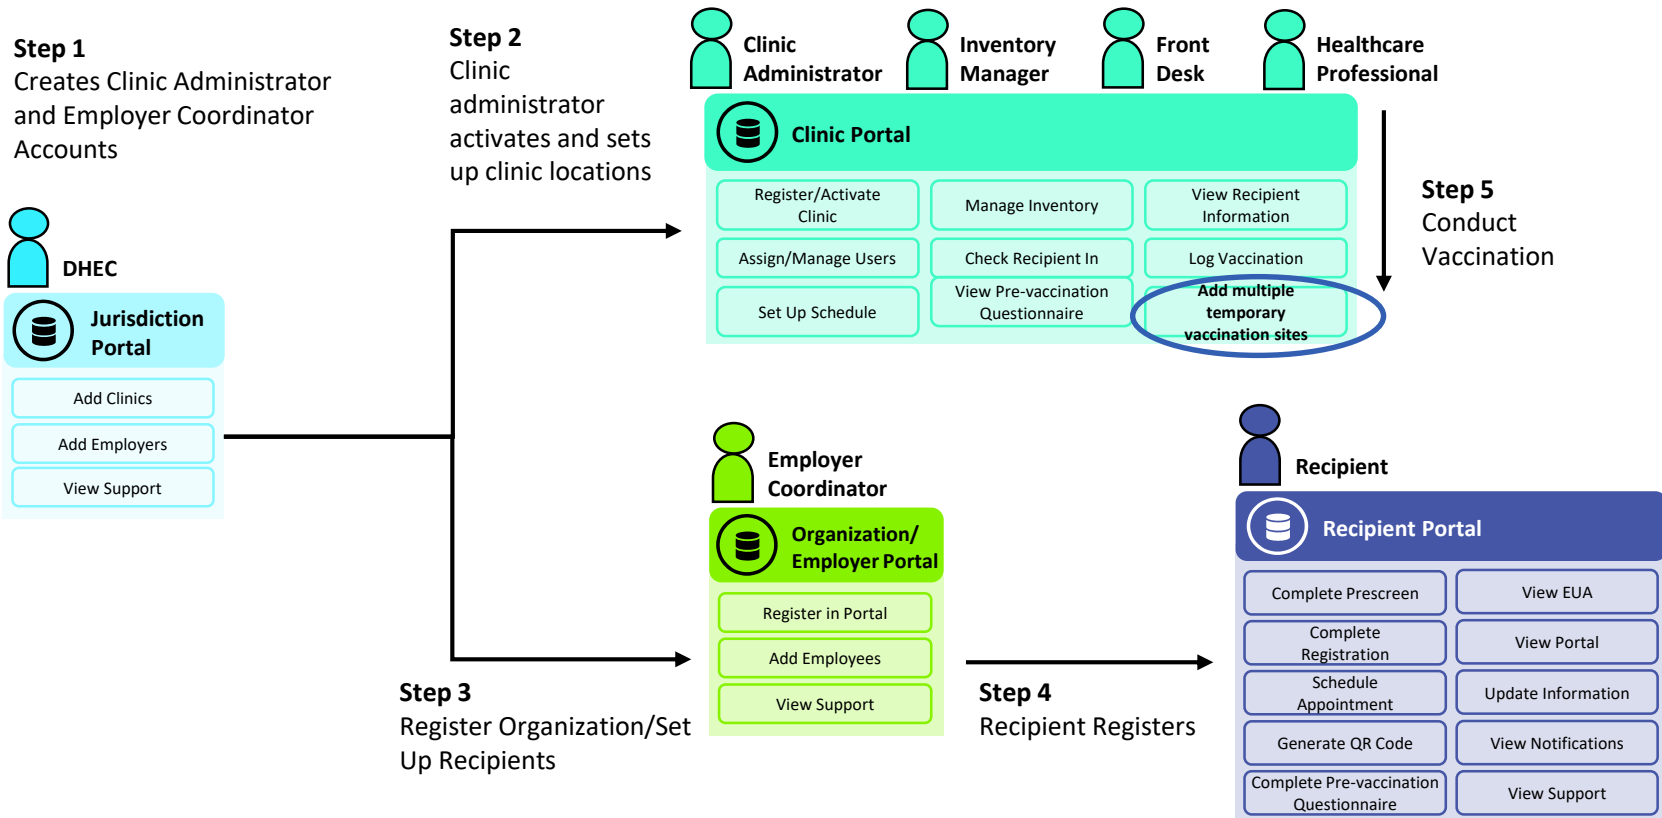 Step 1
Creates Clinic Administrator
and Employer Coordinator
Accounts
DHEC
Jurisdiction
Portal
Add Clinics
Add Employers
View Support
Step 2
Clinic
administrator
activates and sets
up clinic locations
Clinic
Administrator
Inventory
Manager
Front
Desk
Healthcare
Professional
Clinic Portal
Register/Activate
Clinic
Manage Inventory
View Recipient
Information
Assign/Manage Users
Check Recipient In
Log Vaccination
Set Up Schedule
View Pre-vaccination
Questionnaire
Add multiple
temporary
vaccination sites
Step 5
Conduct
Vaccination
Step 3
Register Organization/Set
Up Recipients
Employer
Coordinator
Organization/
Employer Portal
Register in Portal
Add Employees
View Support
Step 4
Recipient Registers
Recipient
Recipient Portal
Complete Prescreen
View EUA
Complete
Registration
View Portal
Schedule
Appointment
Update Information
Generate QR Code
View Notifications
Complete Pre-vaccination
Questionnaire
View Support